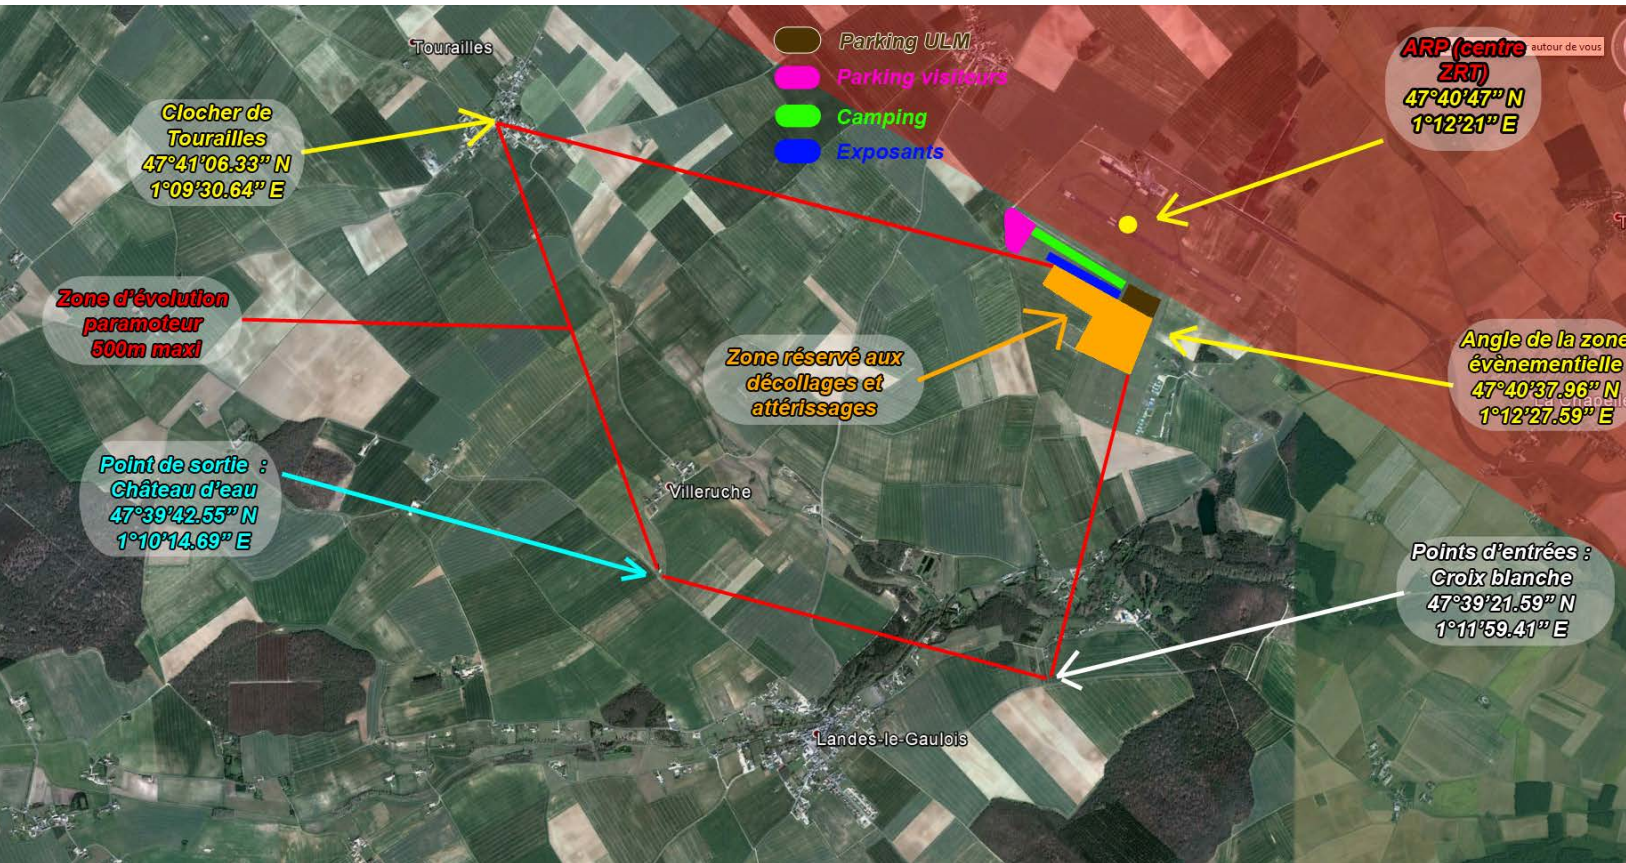 Tourailles
Parking ULM
Parking visiteurs
Camping
Exposants
ARP (centre
ZRT)
47°40'47’’ N
1°12'21’’ E
autour de vous
Clocher de
Tourailles
47°41'06.33’’ N
1°09'30.64’’ E
Zone d'évolution
paramoteur
500m maxi
Zone réservé aux
décollages et
attérissages
Angle de la zone
évènementielle
47°40'37.96’’ N
1°12'27.59’’ E
La Chapelle
Point de sortie :
Château d'eau
47°39'42.55’’ N
1°10'14.69’’ E
Villeruche
Points d'entrées :
Croix blanche
47°39'21.59’’ N
1°11'59.41’’ E
Landes-le-Gaulois